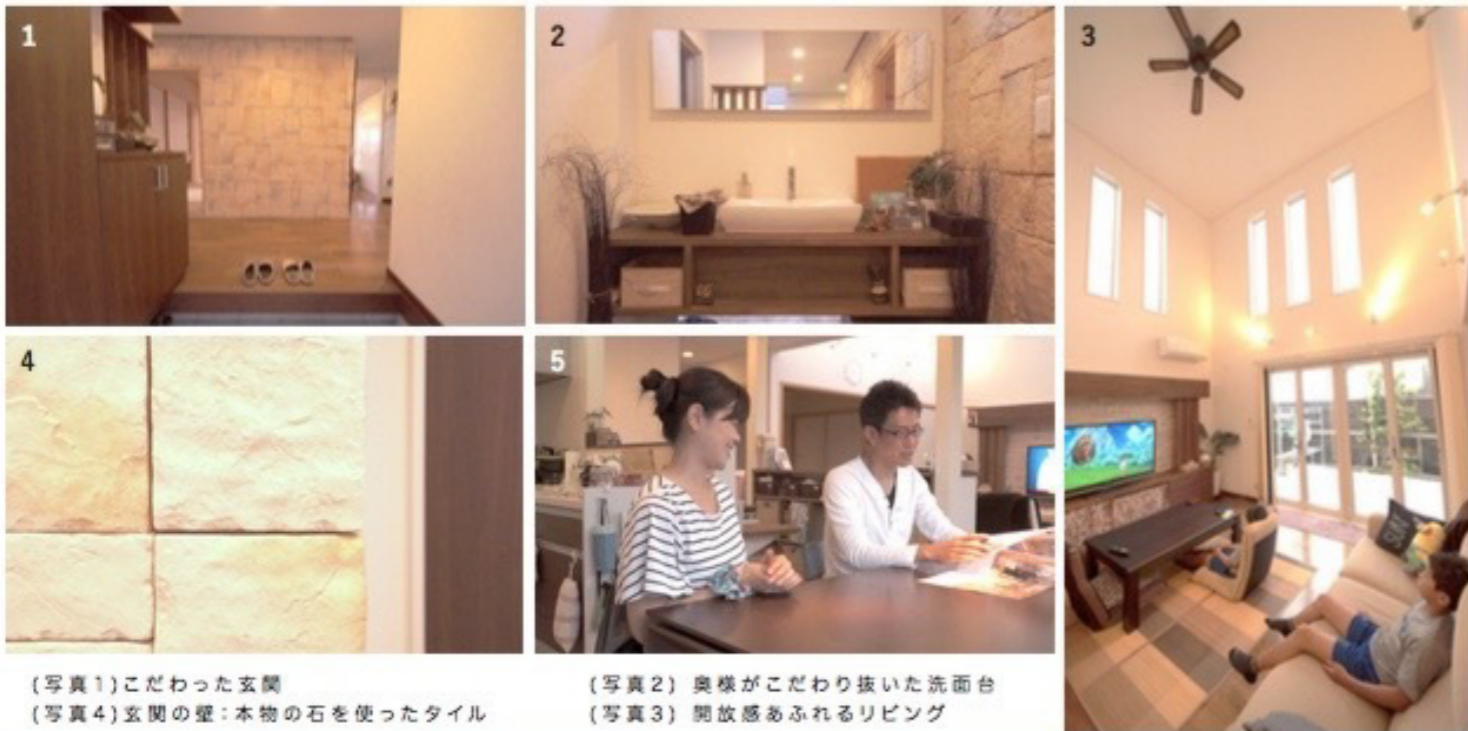 1
2
3
4
5
(写真1)こだわった玄関
(写真4)玄関の壁:本物の石を使ったタイル
(写真2) 奥様がこだわり抜いた洗面台
(写真3) 開放感あふれるリビング